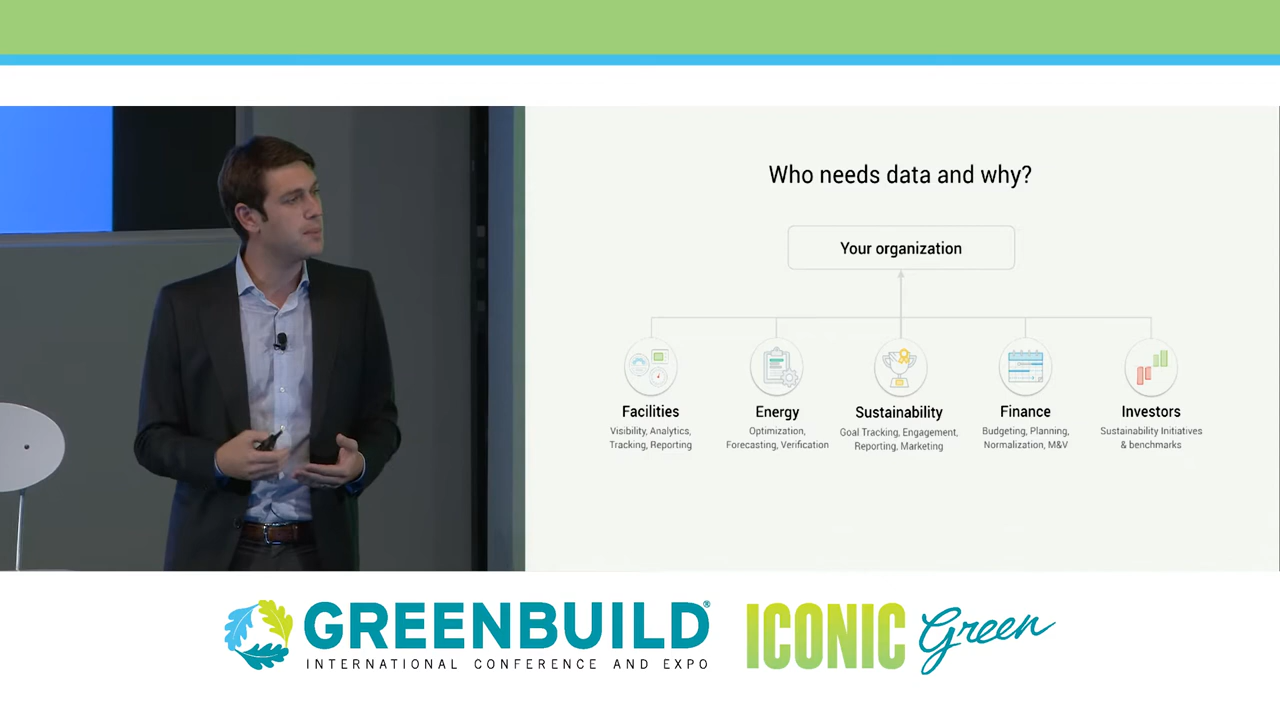 Who needs data and why?
Your organization
Facilities
Visibility, Analytics,
Tracking, Reporting
Energy
Optimization,
Forecasting, Verification
Sustainability
Goal Tracking, Engagement,
Reporting, Marketing
Finance
Budgeting, Planning,
Normalization, M&V
Investors
Sustainability Initiatives
& benchmarks
GREENBUILD®
INTERNATIONAL CONFERENCE AND EXPO
ICONIC Green